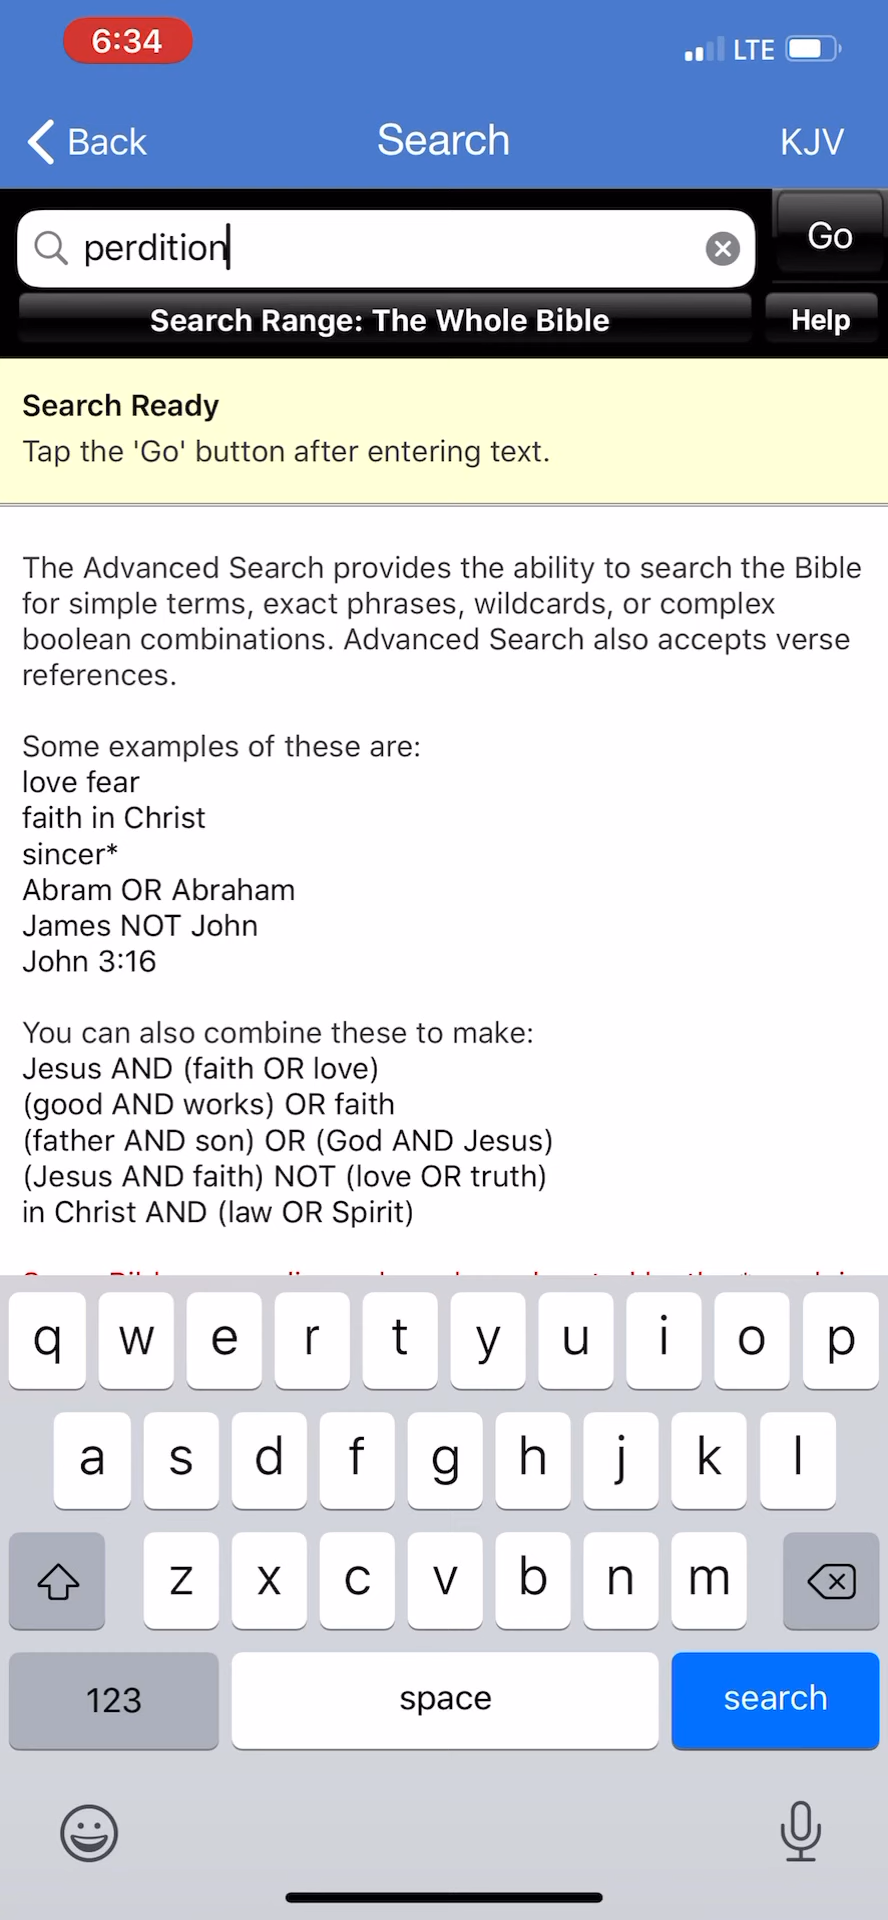 6:34
LTE
Back
Search
KJV
perdition
Go
Search Range: The Whole Bible
Help
Search Ready
Tap the 'Go' button after entering text.
The Advanced Search provides the ability to search the Bible
for simple terms, exact phrases, wildcards, or complex
boolean combinations. Advanced Search also accepts verse
references.
Some examples of these are:
love fear
faith in Christ
sincer*
Abram OR Abraham
James NOT John
John 3:16
You can also combine these to make:
Jesus AND (faith OR love)
(good AND works) OR faith
(father AND son) OR (God AND Jesus)
(Jesus AND faith) NOT (love OR truth)
in Christ AND (law OR Spirit)
q w e r t y u i o p
a s d f g h j k l
z x c v b n m
123
space
search